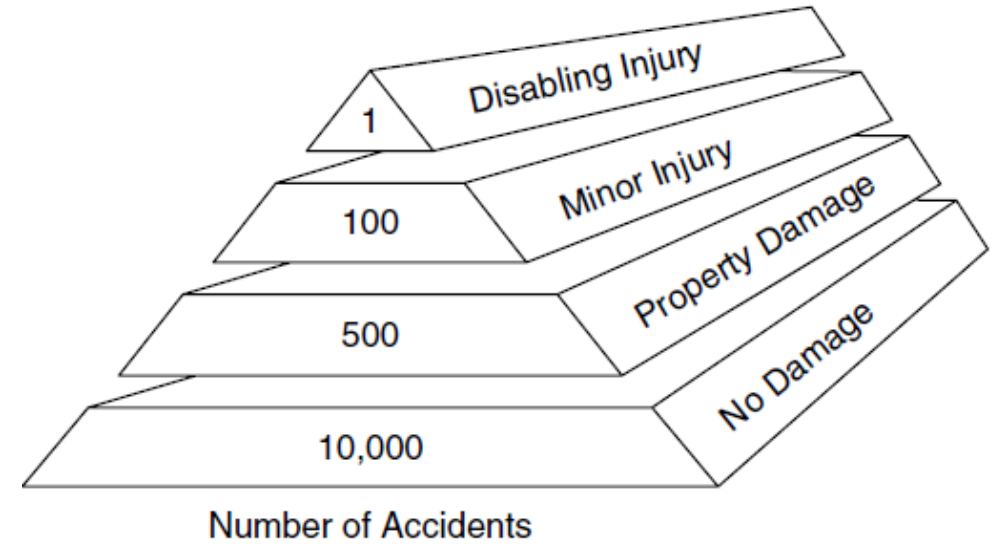 1
Disabling Injury
100
Minor Injury
500
Property Damage
10,000
No Damage
Number of Accidents